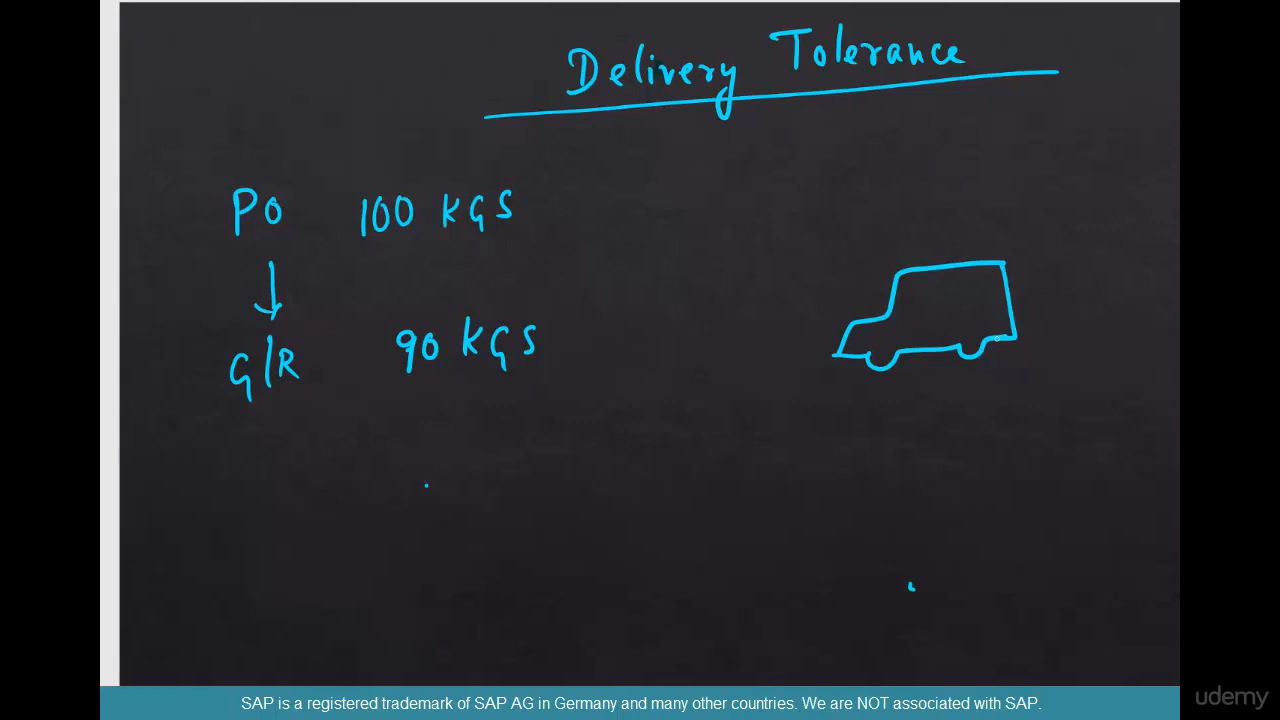 Delivery Tolerance
PO 100 KGS
G/R 90 KGS
SAP is a registered trademark of SAP AG in Germany and many other countries. We are NOT associated with SAP.
udemy